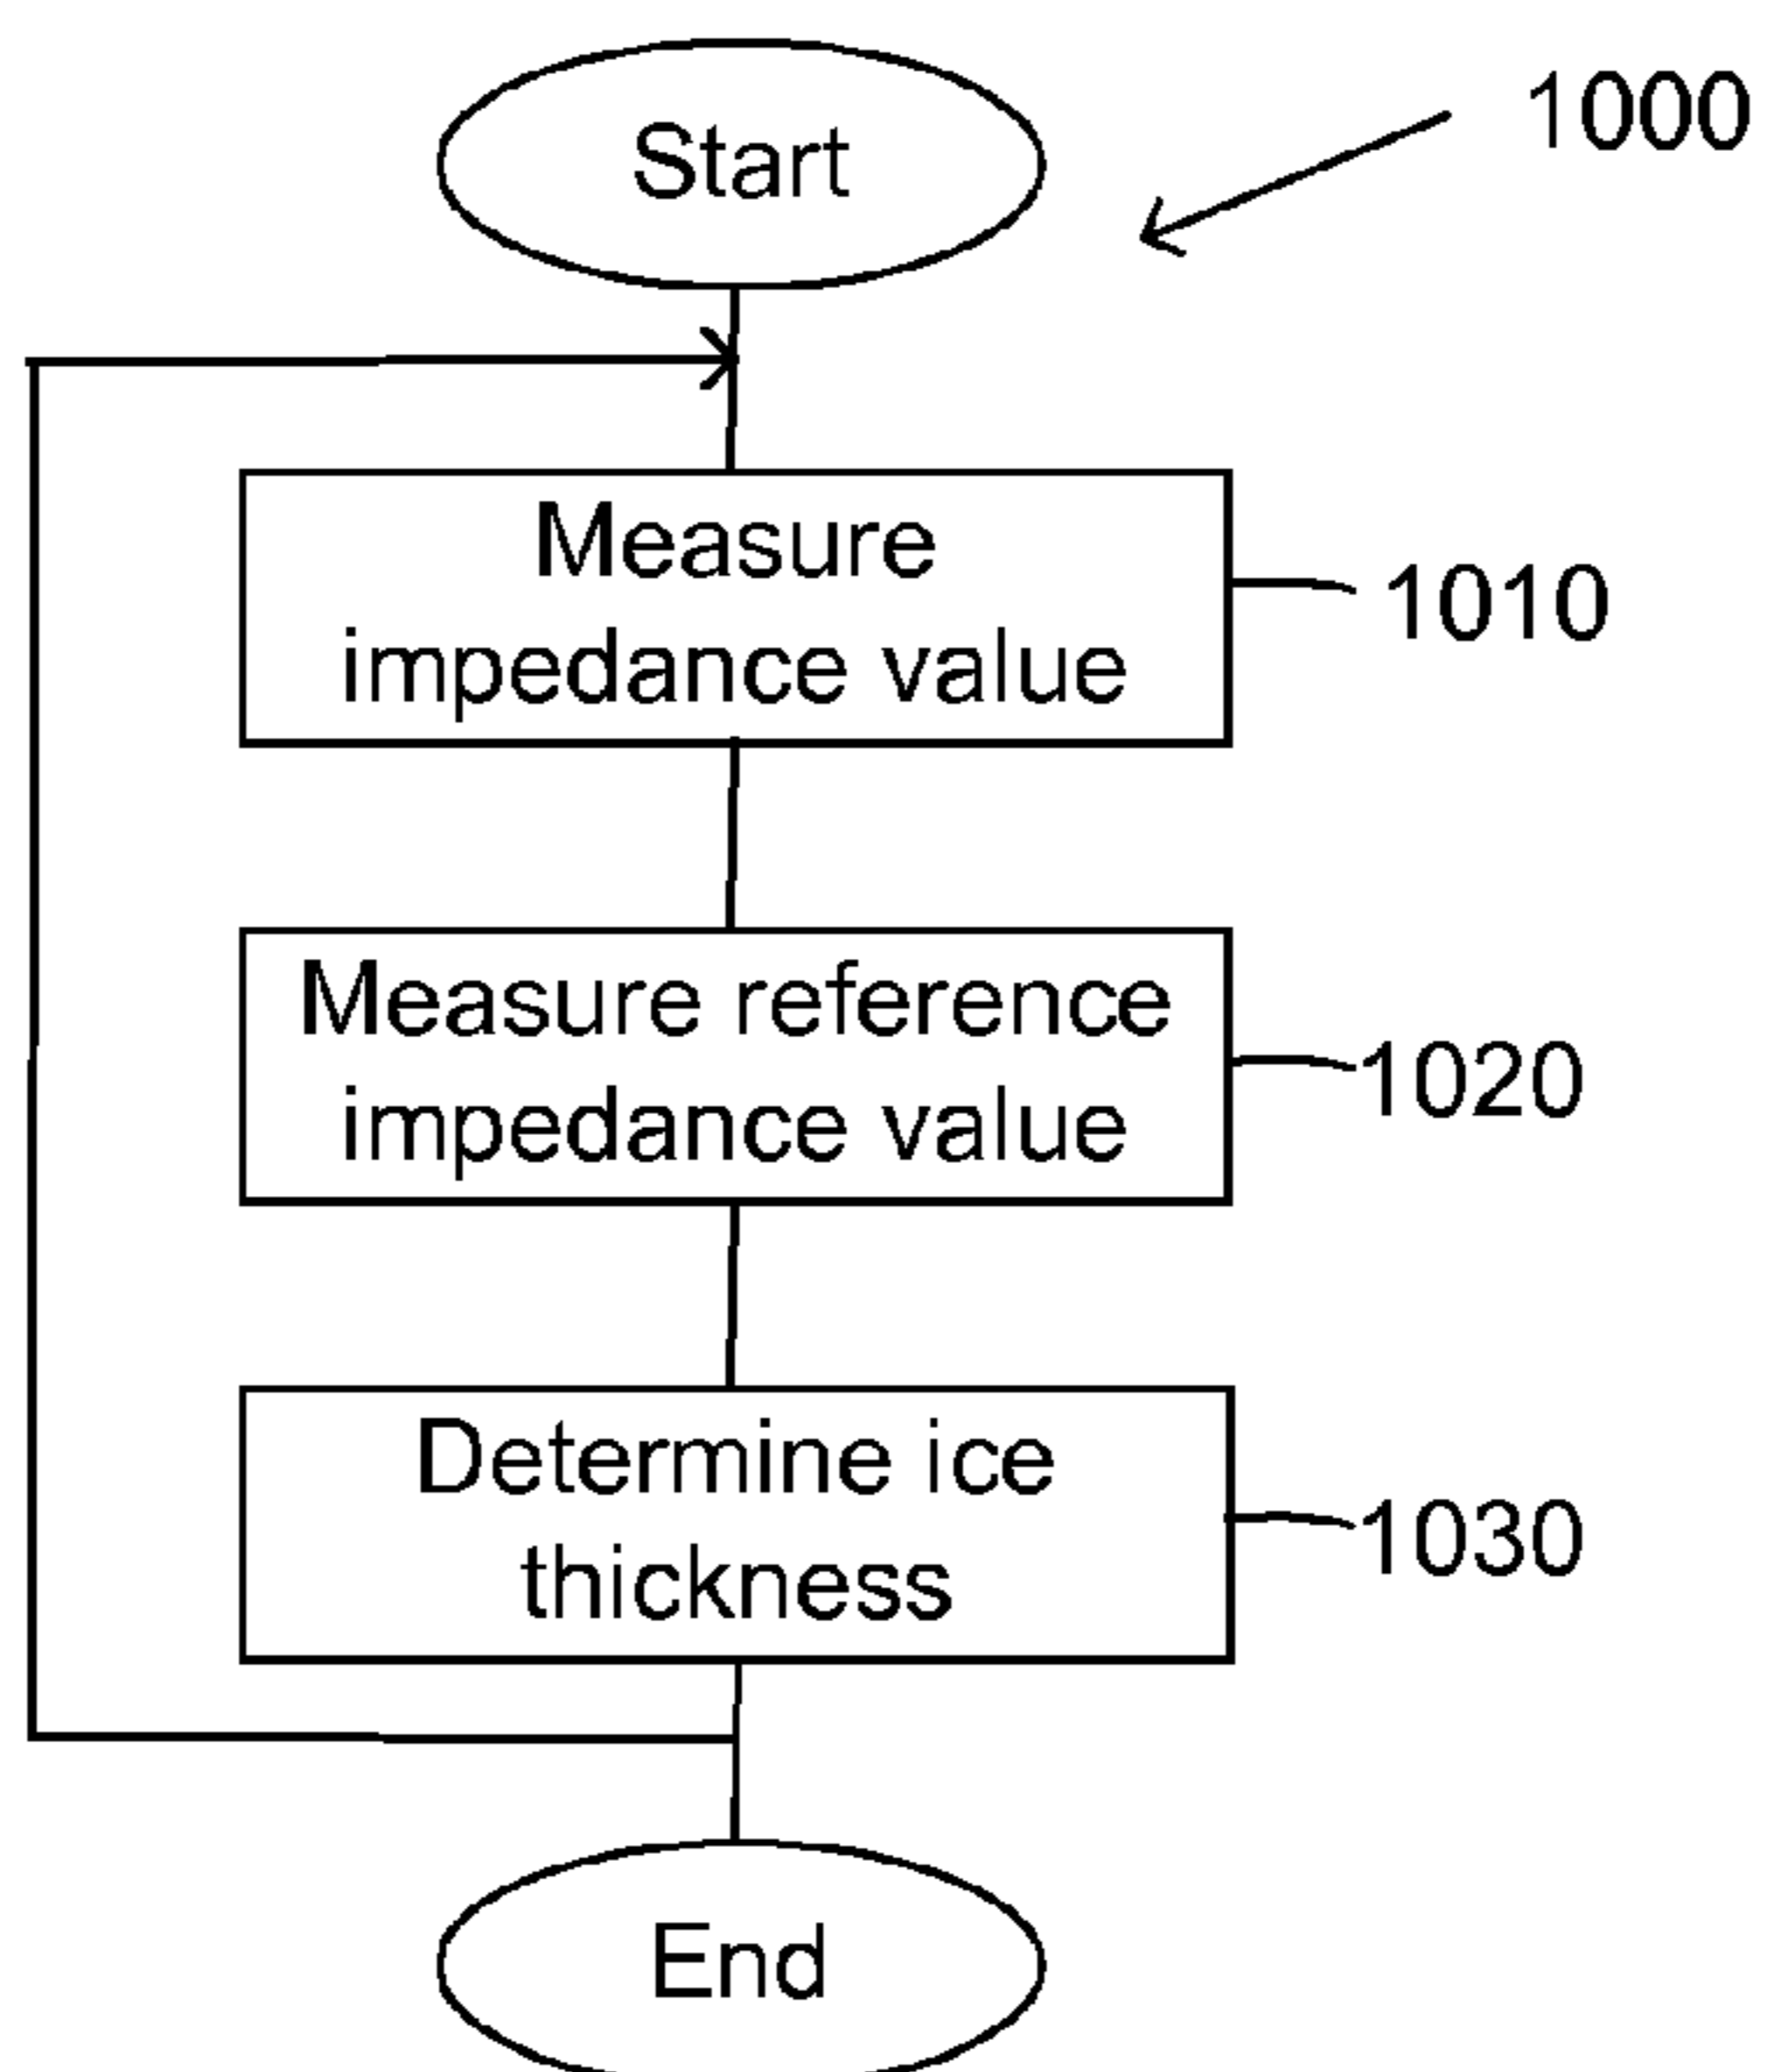 Start
1000
Measure
impedance value
1010
Measure reference
impedance value
1020
Determine ice
thickness
1030
End